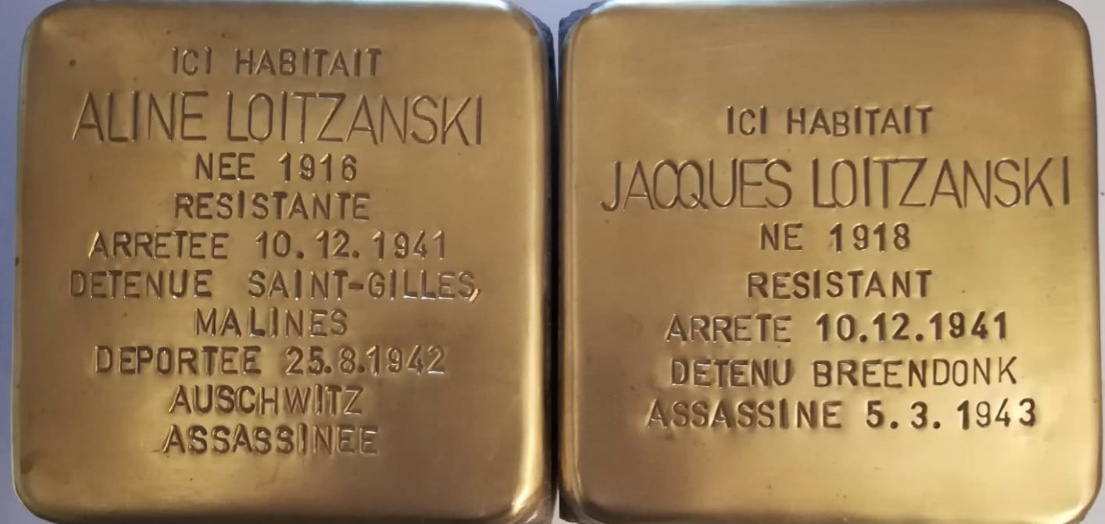 ICI HABITAIT
ALINE LOITZANSKI
NEE 1916
RESISTANTE
ARRETEE 10.12.1941
DETENUE SAINT-GILLES,
MALINES
DEPORTEE 25.8.1942
AUSCHWITZ
ASSASSINEE
ICI HABITAIT
JACQUES LOITZANSKI
NE 1918
RESISTANT
ARRETE 10.12.1941
DETENU BREENDONK
ASSASSINE 5.3.1943